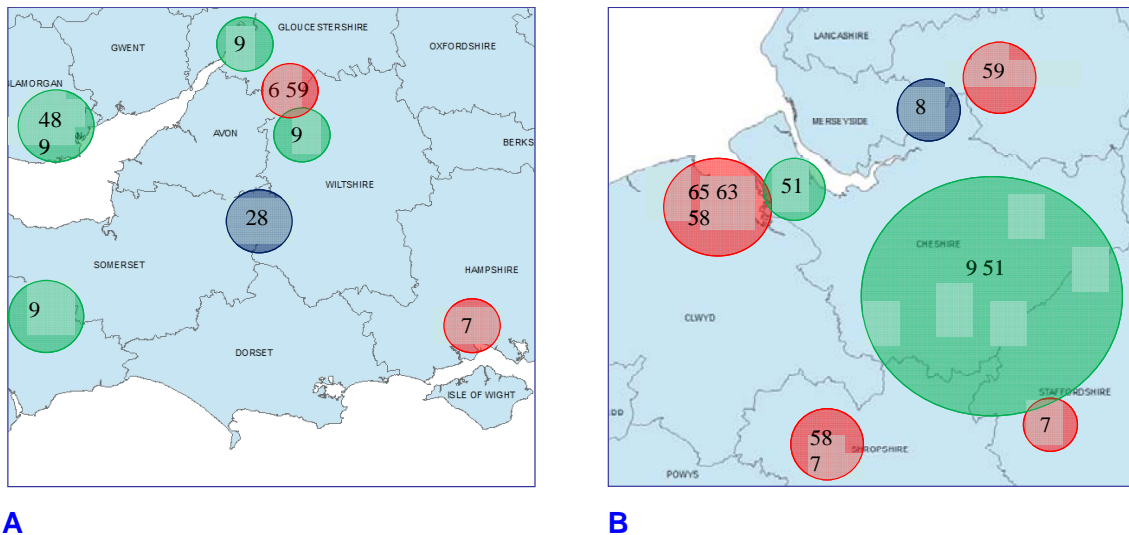 GWENT
9
GLOUCESTERSHIRE
OXFORDSHIRE
LAMORGAN
6 59
48
9
AVON
9
BERKS
WILTSHIRE
28
SOMERSET
HAMPSHIRE
9
7
DORSET
ISLE OF WIGHT
A
LANCASHIRE
59
8
MERSEYSIDE
65 63
58
51
CHESHIRE
9 51
CLWYD
STAFFORDSHIRE
DD
7
58
7
SHROPSHIRE
POWYS
B